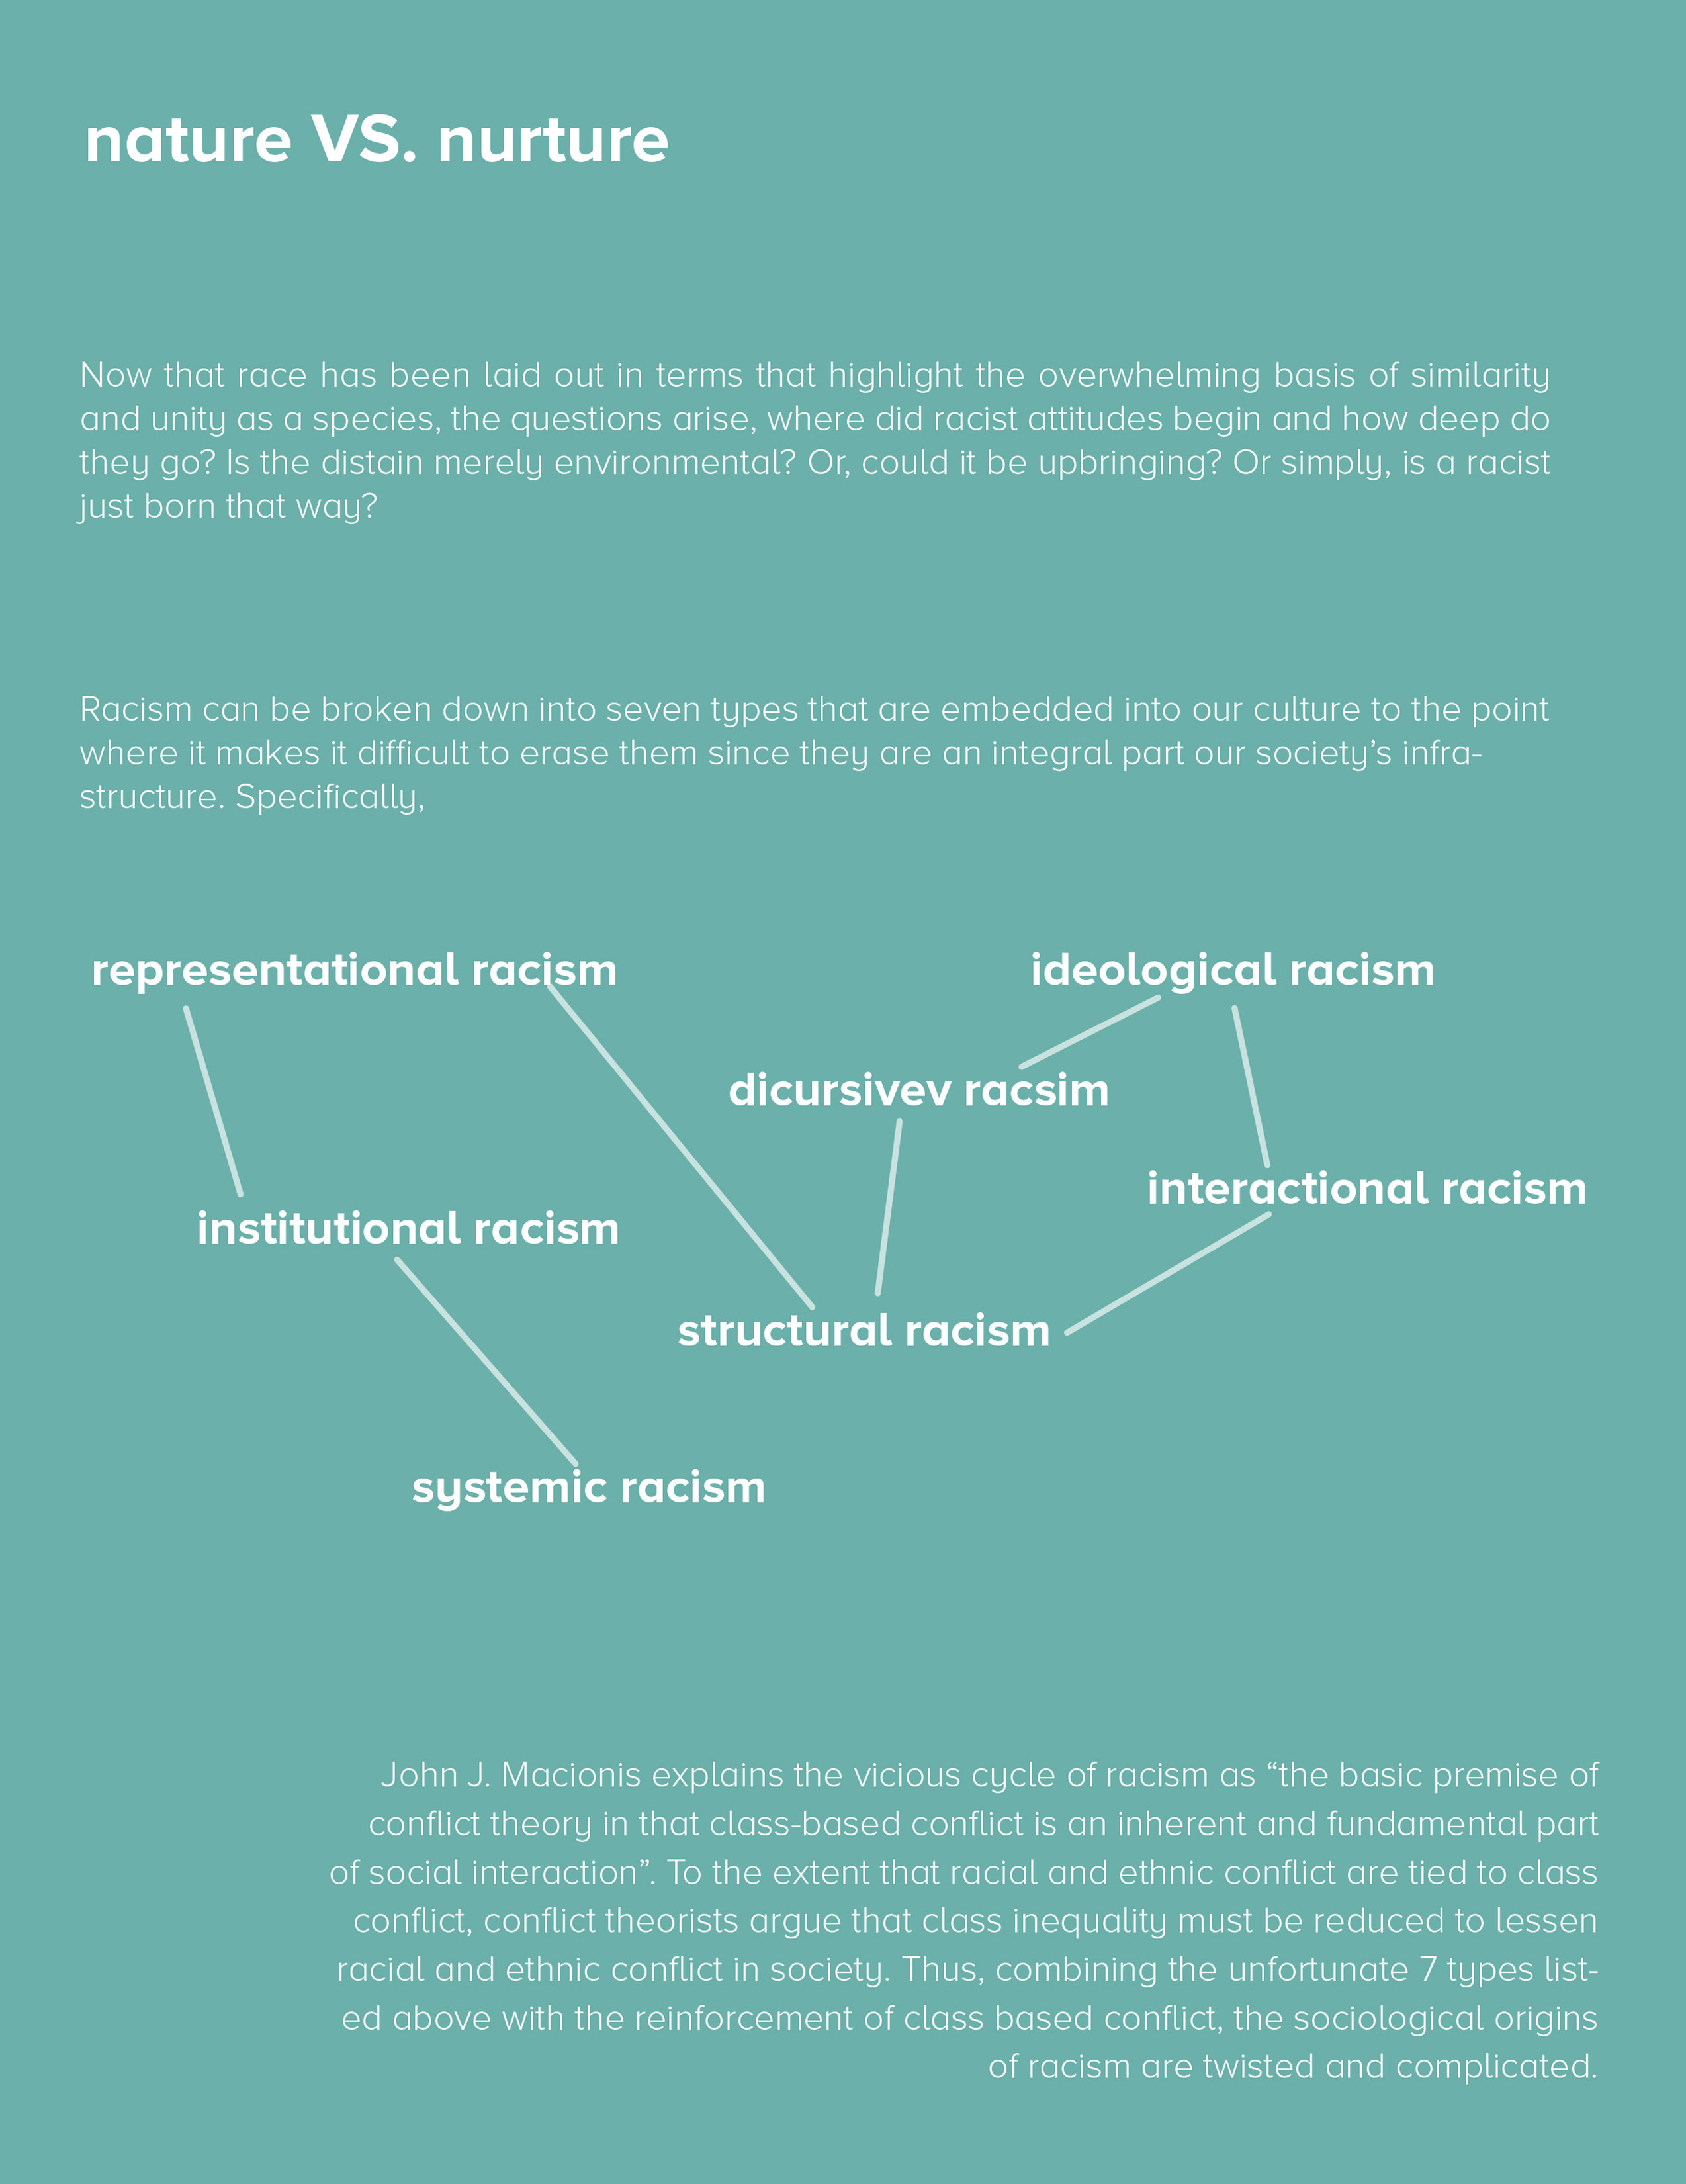 nature VS. nurture
Now that race has been laid out in terms that highlight the overwhelming basis of similarity
and unity as a species, the questions arise, where did racist attitudes begin and how deep do
they go? Is the distain merely environmental? Or, could it be upbringing? Or simply, is a racist
just born that way?
Racism can be broken down into seven types that are embedded into our culture to the point
where it makes it difficult to erase them since they are an integral part our society’s infra-
structure. Specifically,
representational racism
ideological racism
dicursivev racsim
interactional racism
institutional racism
structural racism
systemic racism
John J. Macionis explains the vicious cycle of racism as “the basic premise of
conflict theory in that class-based conflict is an inherent and fundamental part
of social interaction”. To the extent that racial and ethnic conflict are tied to class
conflict, conflict theorists argue that class inequality must be reduced to lessen
racial and ethnic conflict in society. Thus, combining the unfortunate 7 types list-
ed above with the reinforcement of class based conflict, the sociological origins
of racism are twisted and complicated.